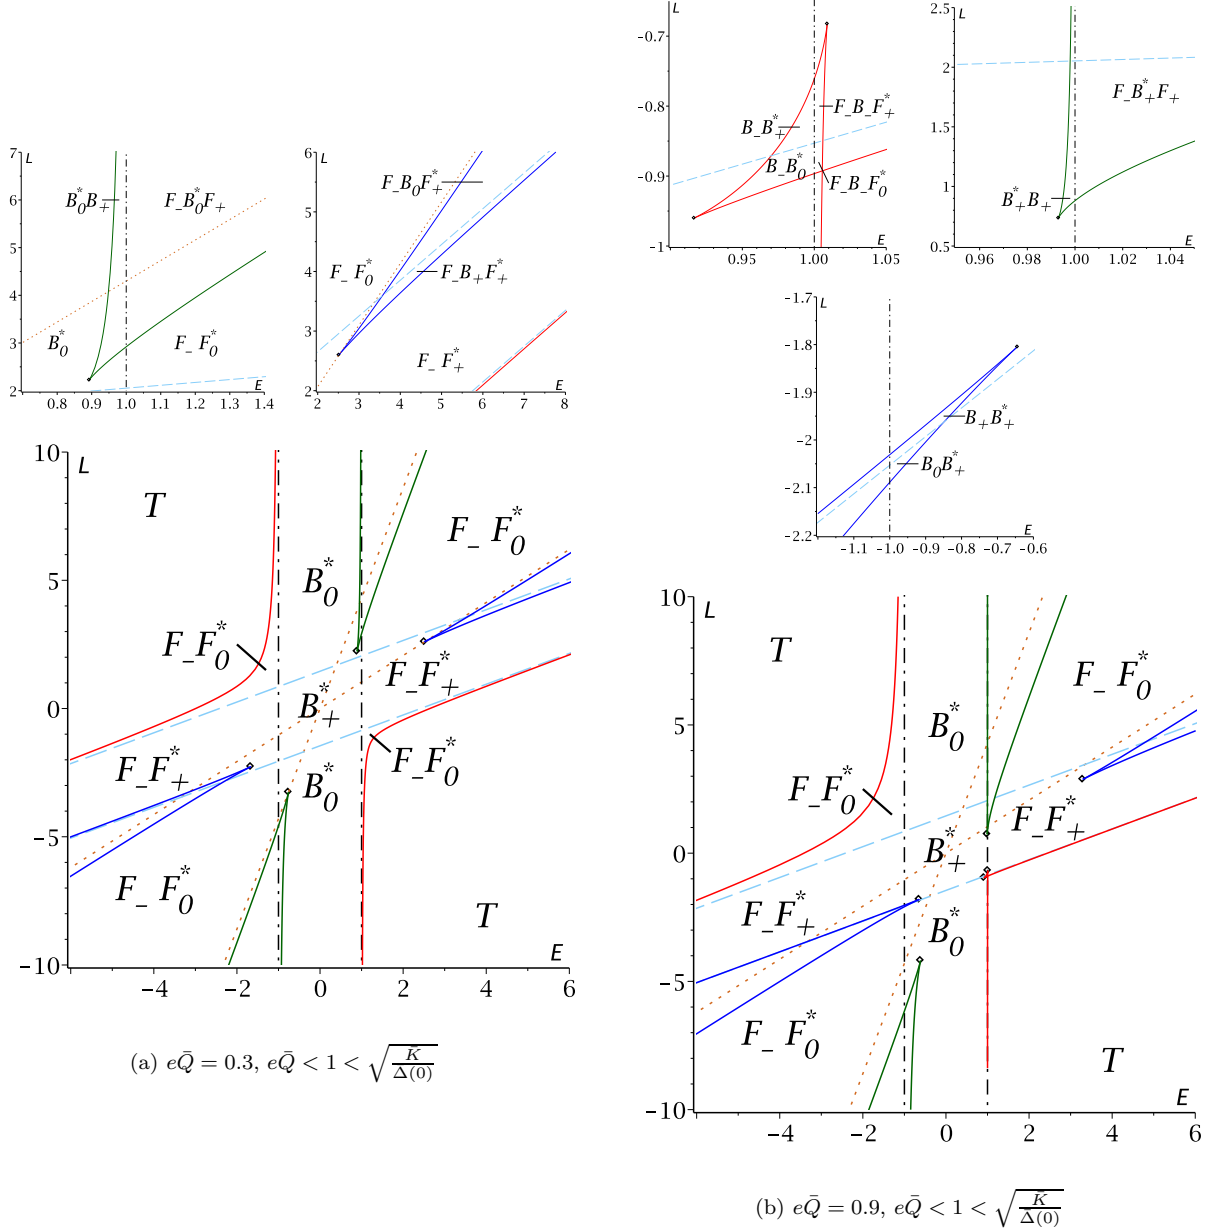 7
L
6
5
4
3
2
B*0B+
F_B*0F+
B*0
F_ F*0
E
0.8 0.9 1.0 1.1 1.2 1.3 1.4
6
L
5
4
3
2
F_B0F*+
F_ F*0
F_B+F*+
F_ F*+
E
2 3 4 5 6 7 8
10
L
5
0
−5
−10
T
F_ F*0
B*0
F_F*0
F_F*+
B*+
F_F*+
F_F*0
B*0
F_ F*0
T
E
−4 −2 0 2 4 6
(a) eQ̄ = 0.3, eQ̄ < 1 < √(K̄/Δ(0))
L
−0.7
−0.8
−0.9
−1
B_B*+
F_B_F*+
B_B*0
F_B_F*0
E
0.95 1.00 1.05
2.5
L
2
1.5
1
0.5
F_B*+F+
B*+B+
E
0.96 0.98 1.00 1.02 1.04
−1.7
L
−1.8
−1.9
−2
−2.1
−2.2
B+B*+
B0B*+
E
−1.1 −1.0 −0.9 −0.8 −0.7 −0.6
10
L
5
0
−5
−10
T
F_ F*0
B*0
F_F*0
F_F*+
B*+
F_F*+
B*0
F_ F*0
T
E
−4 −2 0 2 4 6
(b) eQ̄ = 0.9, eQ̄ < 1 < √(K̄/Δ(0))